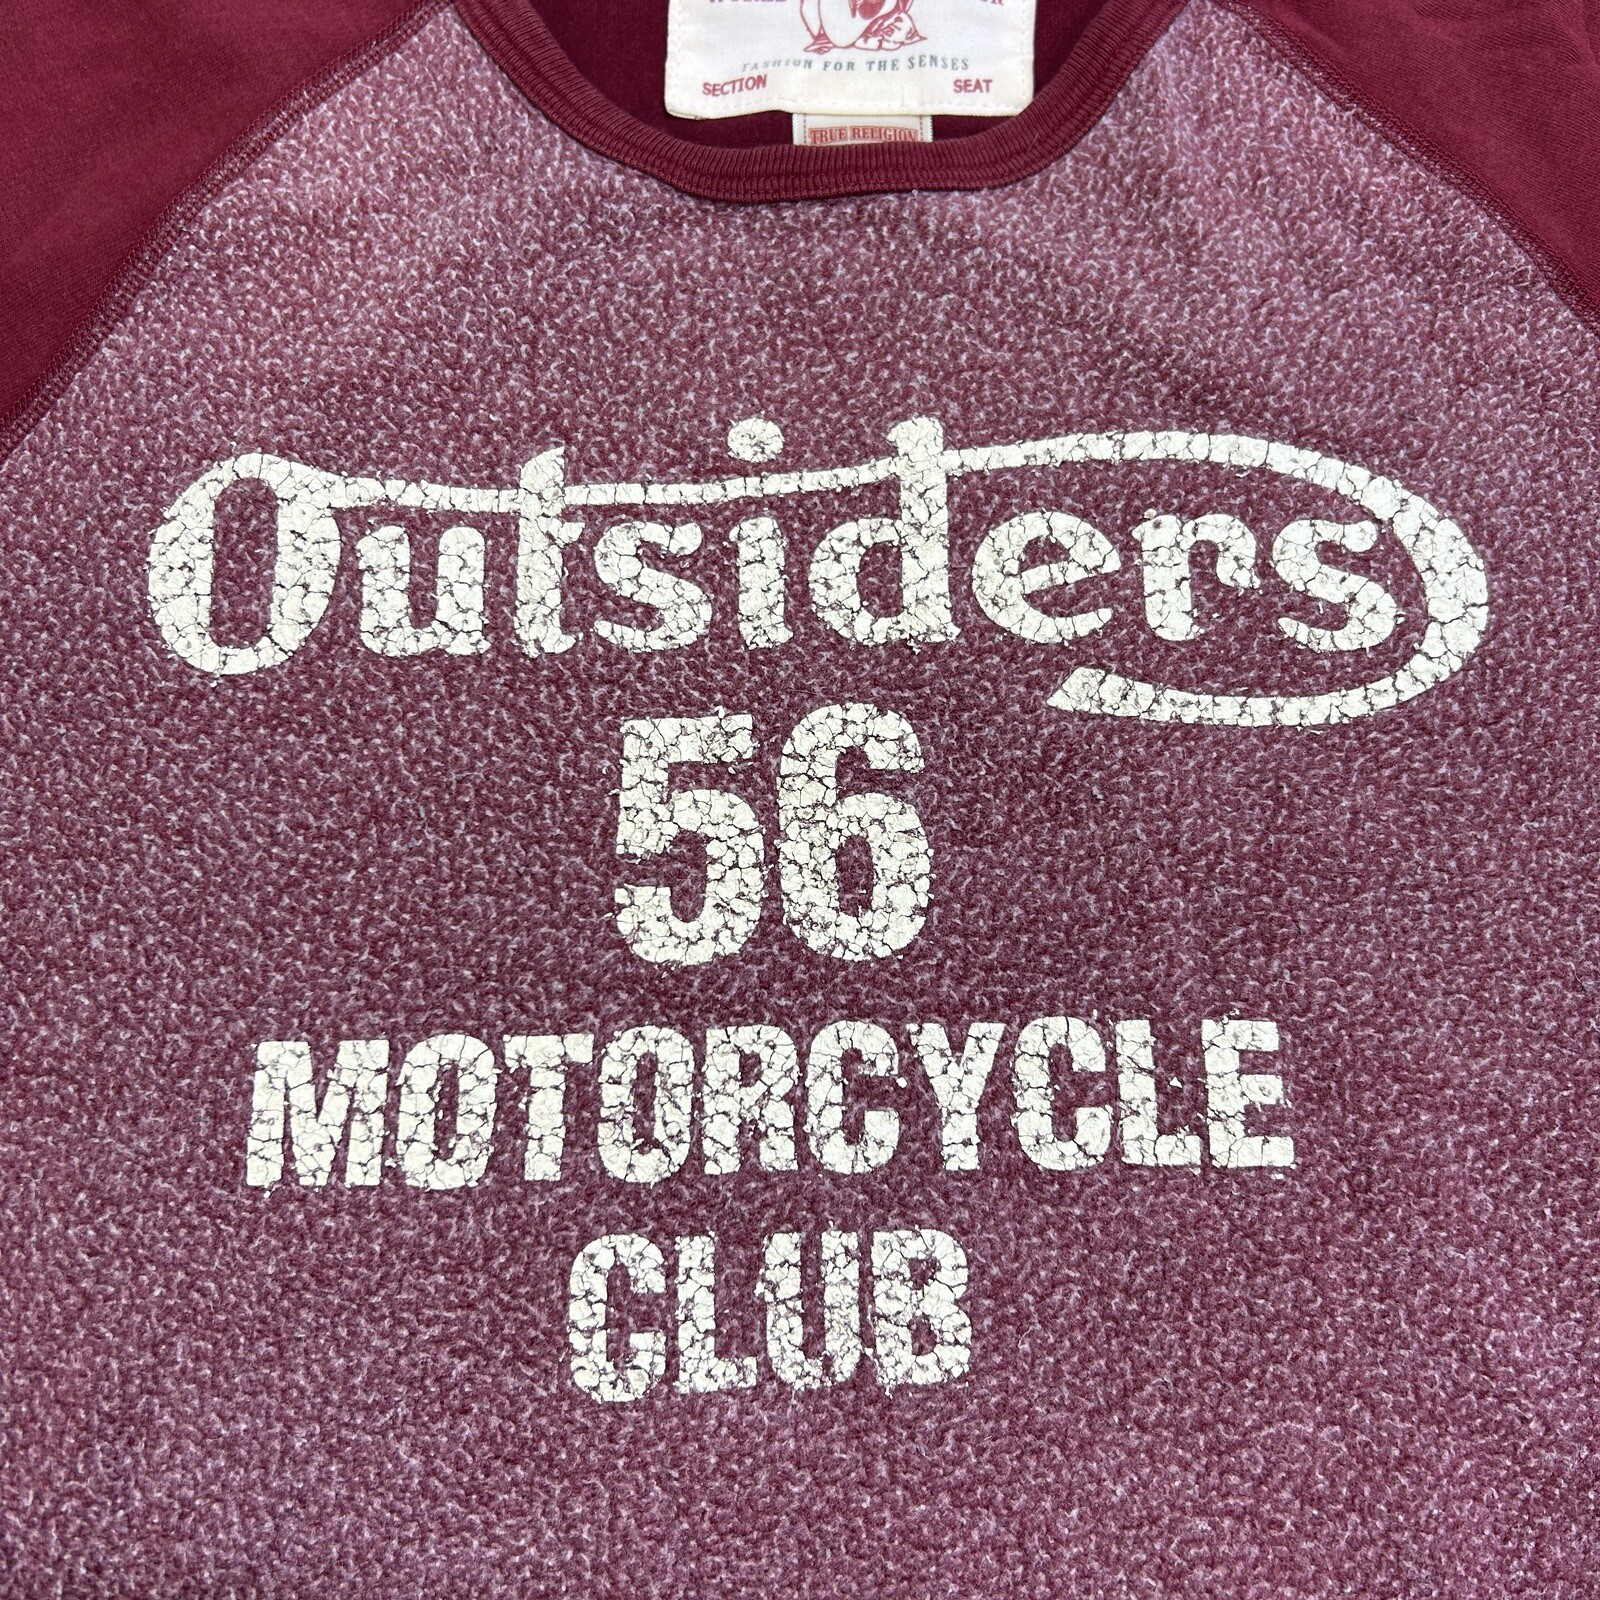 FASHION FOR THE SENSES
SECTION SEAT
TRUE RELIGION
Outsiders
56
MOTORCYCLE
CLUB